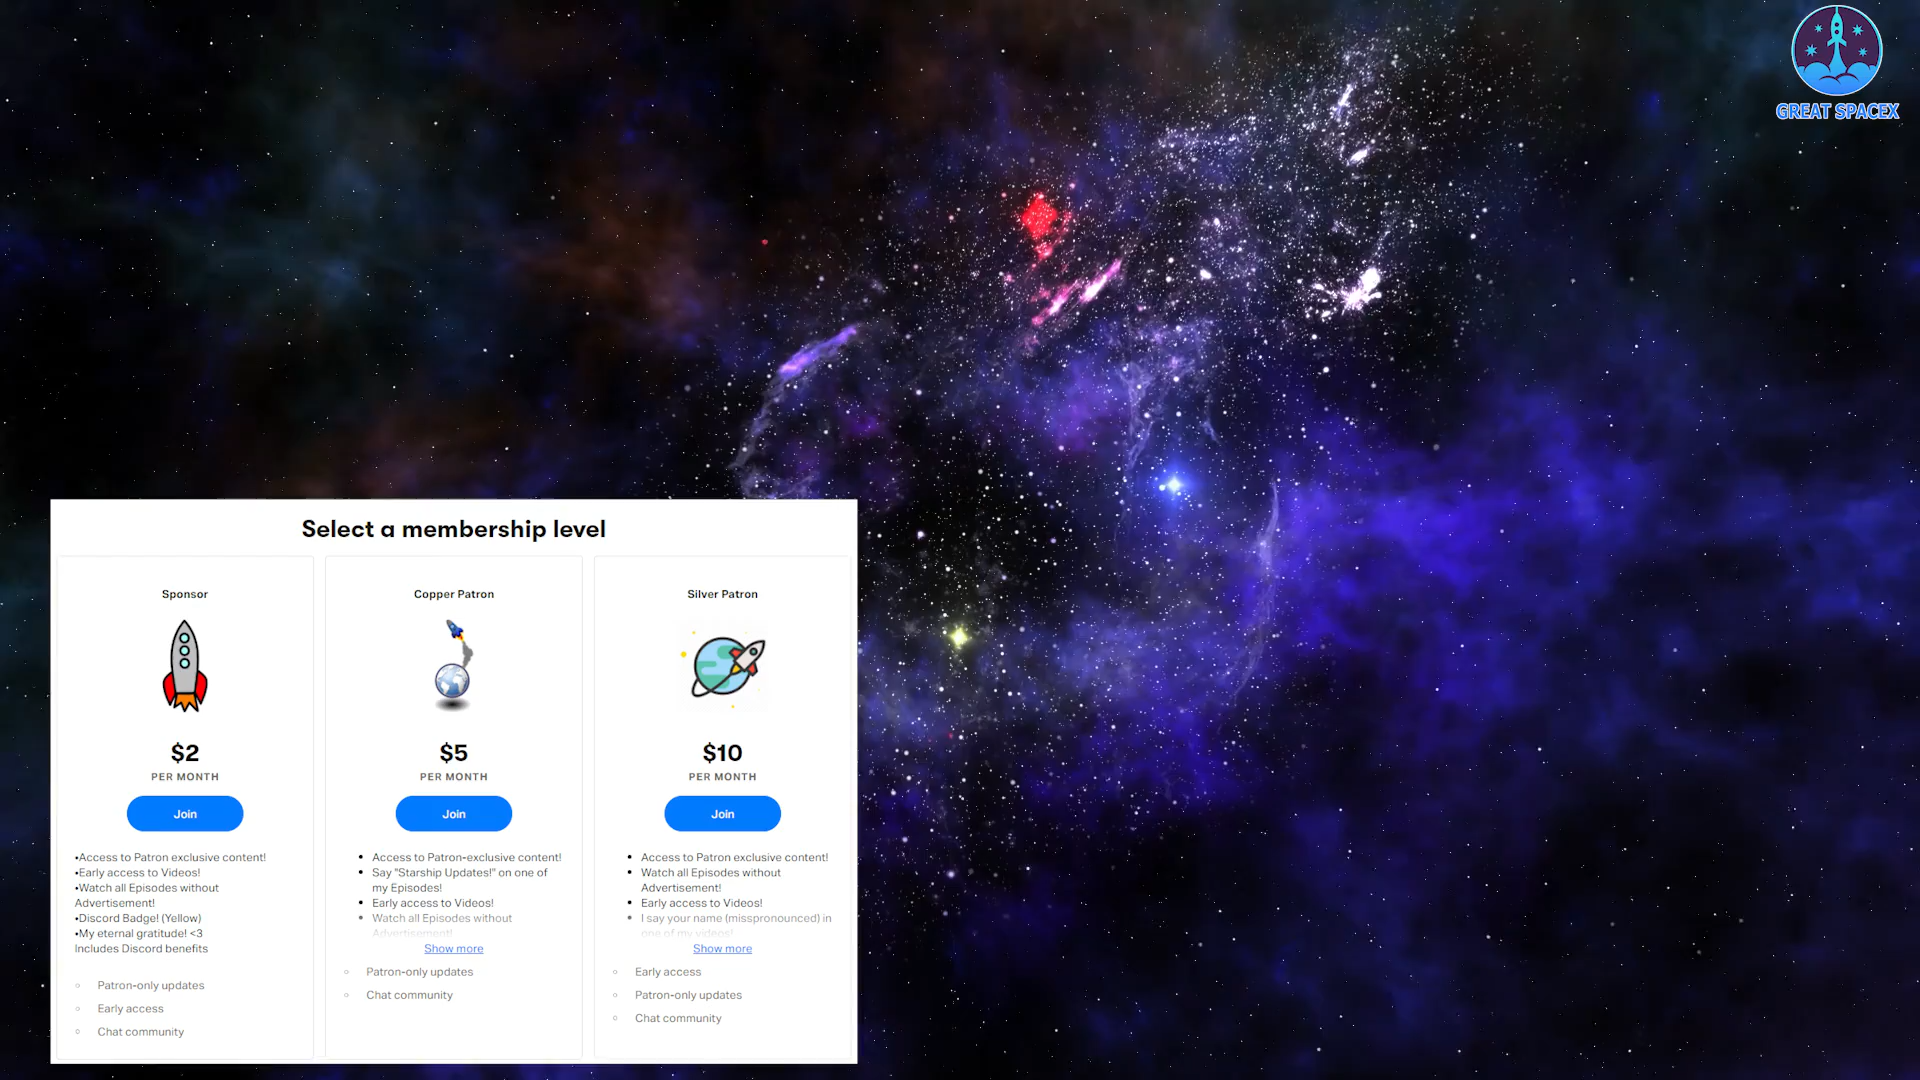 GREAT SPACEX
Select a membership level
Sponsor
$2
PER MONTH
Join
•Access to Patron exclusive content!
•Early access to Videos!
•Watch all Episodes without
Advertisement!
•Discord Badge! (Yellow)
•My eternal gratitude! <3
Includes Discord benefits
Patron-only updates
Early access
Chat community
Copper Patron
$5
PER MONTH
Join
• Access to Patron-exclusive content!
• Say "Starship Updates!" on one of
my Episodes!
• Early access to Videos!
• Watch all Episodes without
Advertisement!
Show more
Patron-only updates
Chat community
Silver Patron
$10
PER MONTH
Join
• Access to Patron exclusive content!
• Watch all Episodes without
Advertisement!
• Early access to Videos!
• I say your name (misspronounced) in
one of my videos!
Show more
Early access
Patron-only updates
Chat community